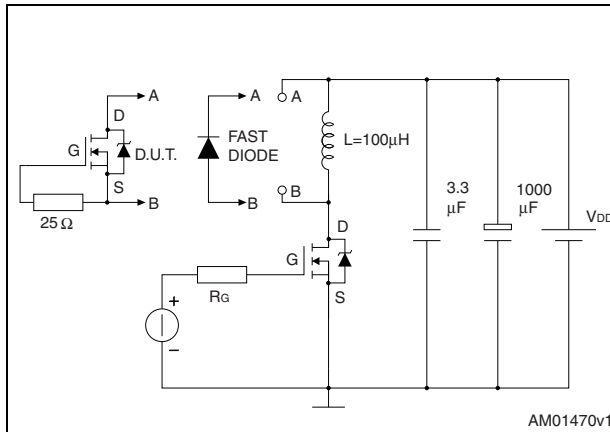 A
D
G
D.U.T.
S
B
25 Ω
A
FAST
DIODE
B
A
L=100µH
B
D
G
S
RG
+
–
3.3
µF
1000
µF
VDD
AM01470v1